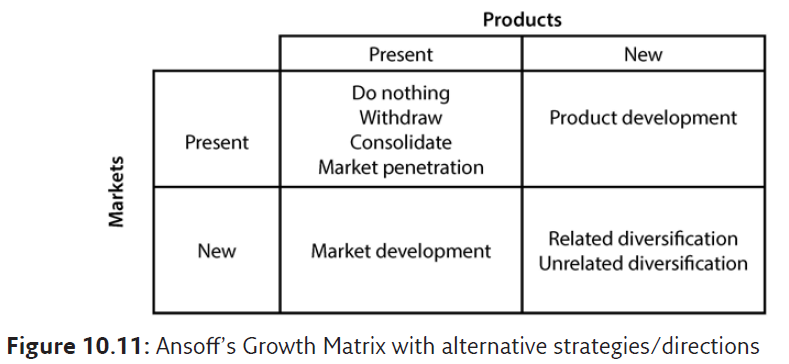 Products
Present
New
Markets
Present
Do nothing
Withdraw
Consolidate
Market penetration
Product development
New
Market development
Related diversification
Unrelated diversification
Figure 10.11: Ansoff’s Growth Matrix with alternative strategies/directions